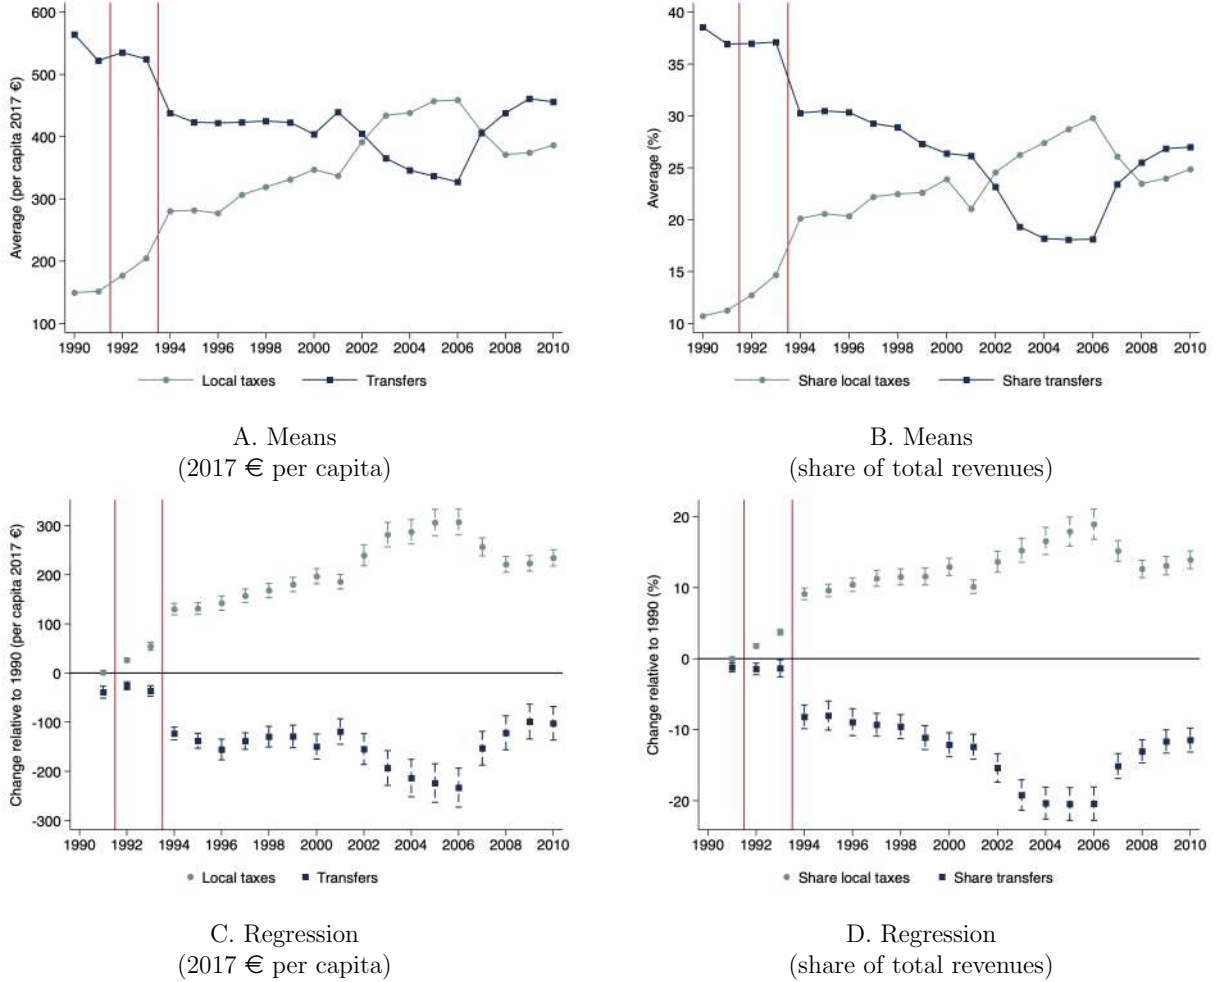 600
500
400
300
200
100
Average (per capita 2017 €)
1990 1992 1994 1996 1998 2000 2002 2004 2006 2008 2010
Local taxes Transfers
A. Means
(2017 € per capita)
40
35
30
25
20
15
10
Average (%)
1990 1992 1994 1996 1998 2000 2002 2004 2006 2008 2010
Share local taxes Share transfers
B. Means
(share of total revenues)
300
200
100
0
-100
-200
-300
Change relative to 1990 (per capita 2017 €)
1990 1992 1994 1996 1998 2000 2002 2004 2006 2008 2010
Local taxes Transfers
C. Regression
(2017 € per capita)
20
10
0
-10
-20
Change relative to 1990 (%)
1990 1992 1994 1996 1998 2000 2002 2004 2006 2008 2010
Share local taxes Share transfers
D. Regression
(share of total revenues)